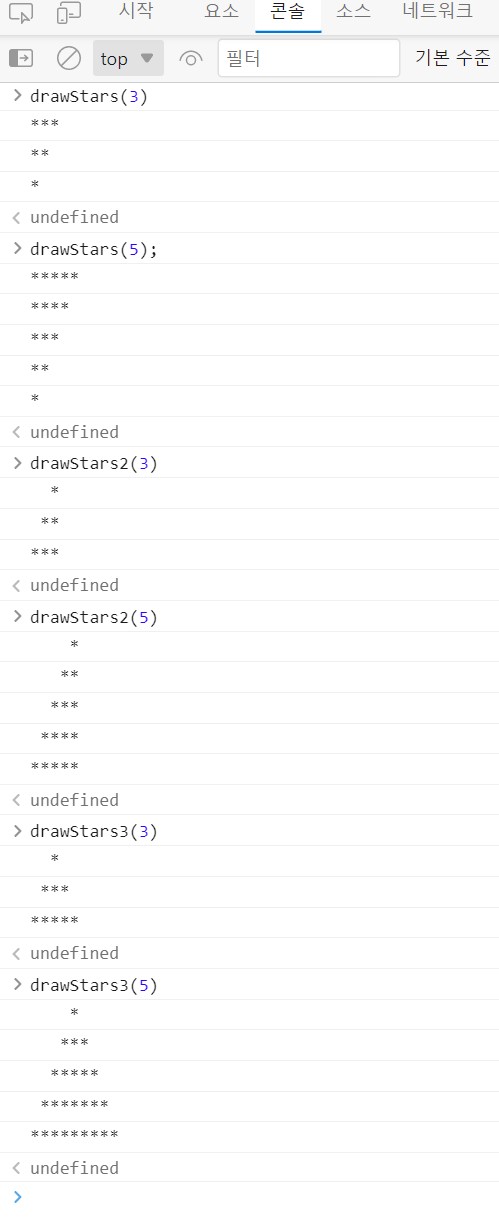 시작 요소 콘솔 소스 네트워크
top 필터 기본 수준
> drawStars(3)
***
**
*
< undefined
> drawStars(5);
*****
****
***
**
*
< undefined
> drawStars2(3)
  *
 **
***
< undefined
> drawStars2(5)
    *
   **
  ***
 ****
*****
< undefined
> drawStars3(3)
  *
 ***
*****
< undefined
> drawStars3(5)
    *
   ***
  *****
 *******
*********
< undefined
>